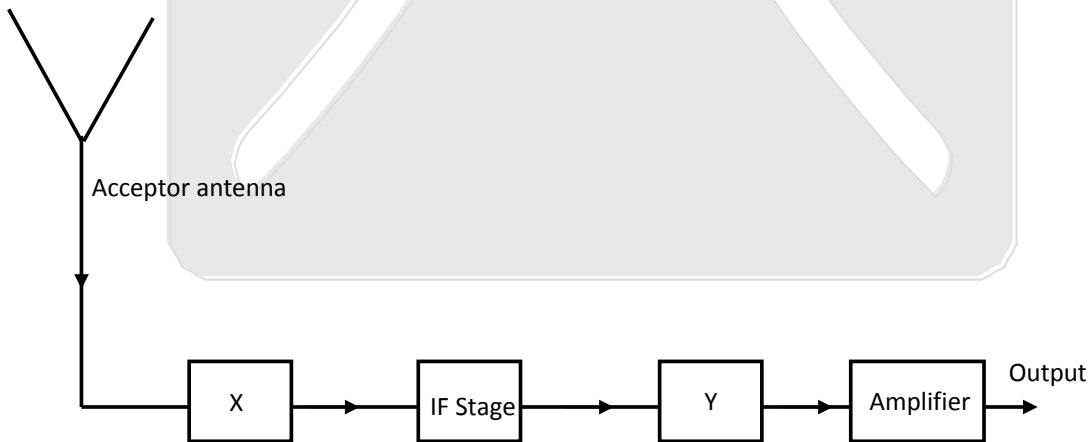 Acceptor antenna
Output
X
IF Stage
Y
Amplifier